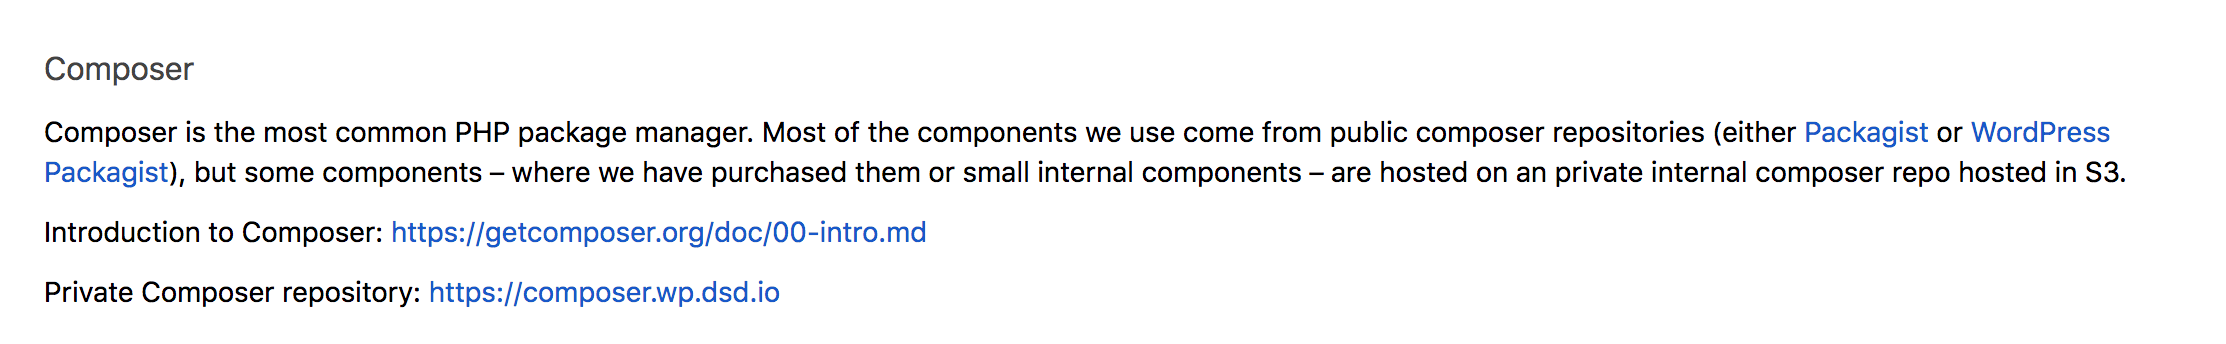 Composer
Composer is the most common PHP package manager. Most of the components we use come from public composer repositories (either Packagist or WordPress
Packagist), but some components – where we have purchased them or small internal components – are hosted on an private internal composer repo hosted in S3.
Introduction to Composer: https://getcomposer.org/doc/00-intro.md
Private Composer repository: https://composer.wp.dsd.io